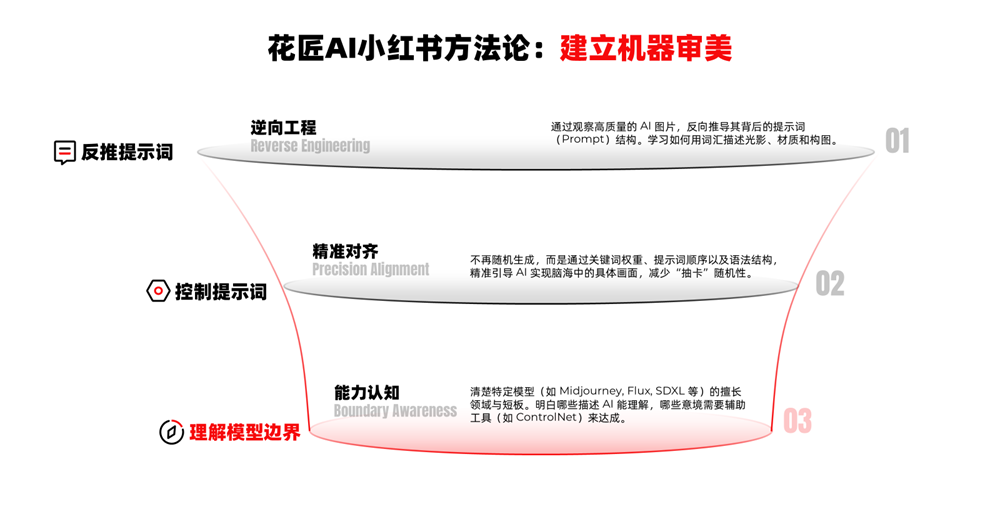 花匠AI小红书方法论：建立机器审美
反推提示词
逆向工程
Reverse Engineering
通过观察高质量的 AI 图片，反向推导其背后的提示词
（Prompt）结构。学习如何用词汇描述光影、材质和构图。
01
控制提示词
精准对齐
Precision Alignment
不再随机生成，而是通过关键词权重、提示词顺序以及语法结构，
精准引导 AI 实现脑海中的具体画面，减少“抽卡”随机性。
02
理解模型边界
能力认知
Boundary Awareness
清楚特定模型（如 Midjourney, Flux, SDXL 等）的擅长
领域与短板。明白哪些描述 AI 能理解，哪些意境需要辅助
工具（如 ControlNet）来达成。
03